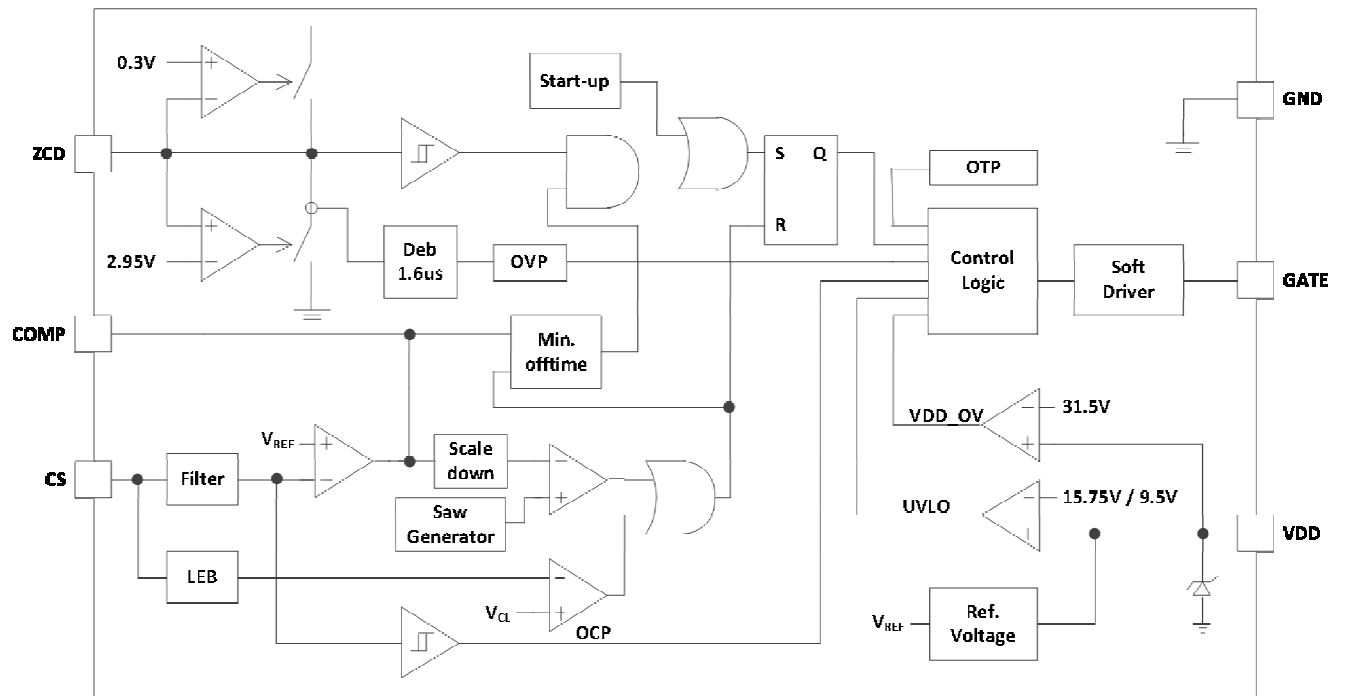 0.3V
Start-up
GND
ZCD
S Q
OTP
R
Deb
1.6us
OVP
Control
Logic
Soft
Driver
GATE
2.95V
COMP
Min.
offtime
VDD_OV
31.5V
VREF
Scale
down
CS
Filter
Saw
Generator
UVLO
15.75V / 9.5V
VDD
LEB
VCL
OCP
VREF
Ref.
Voltage